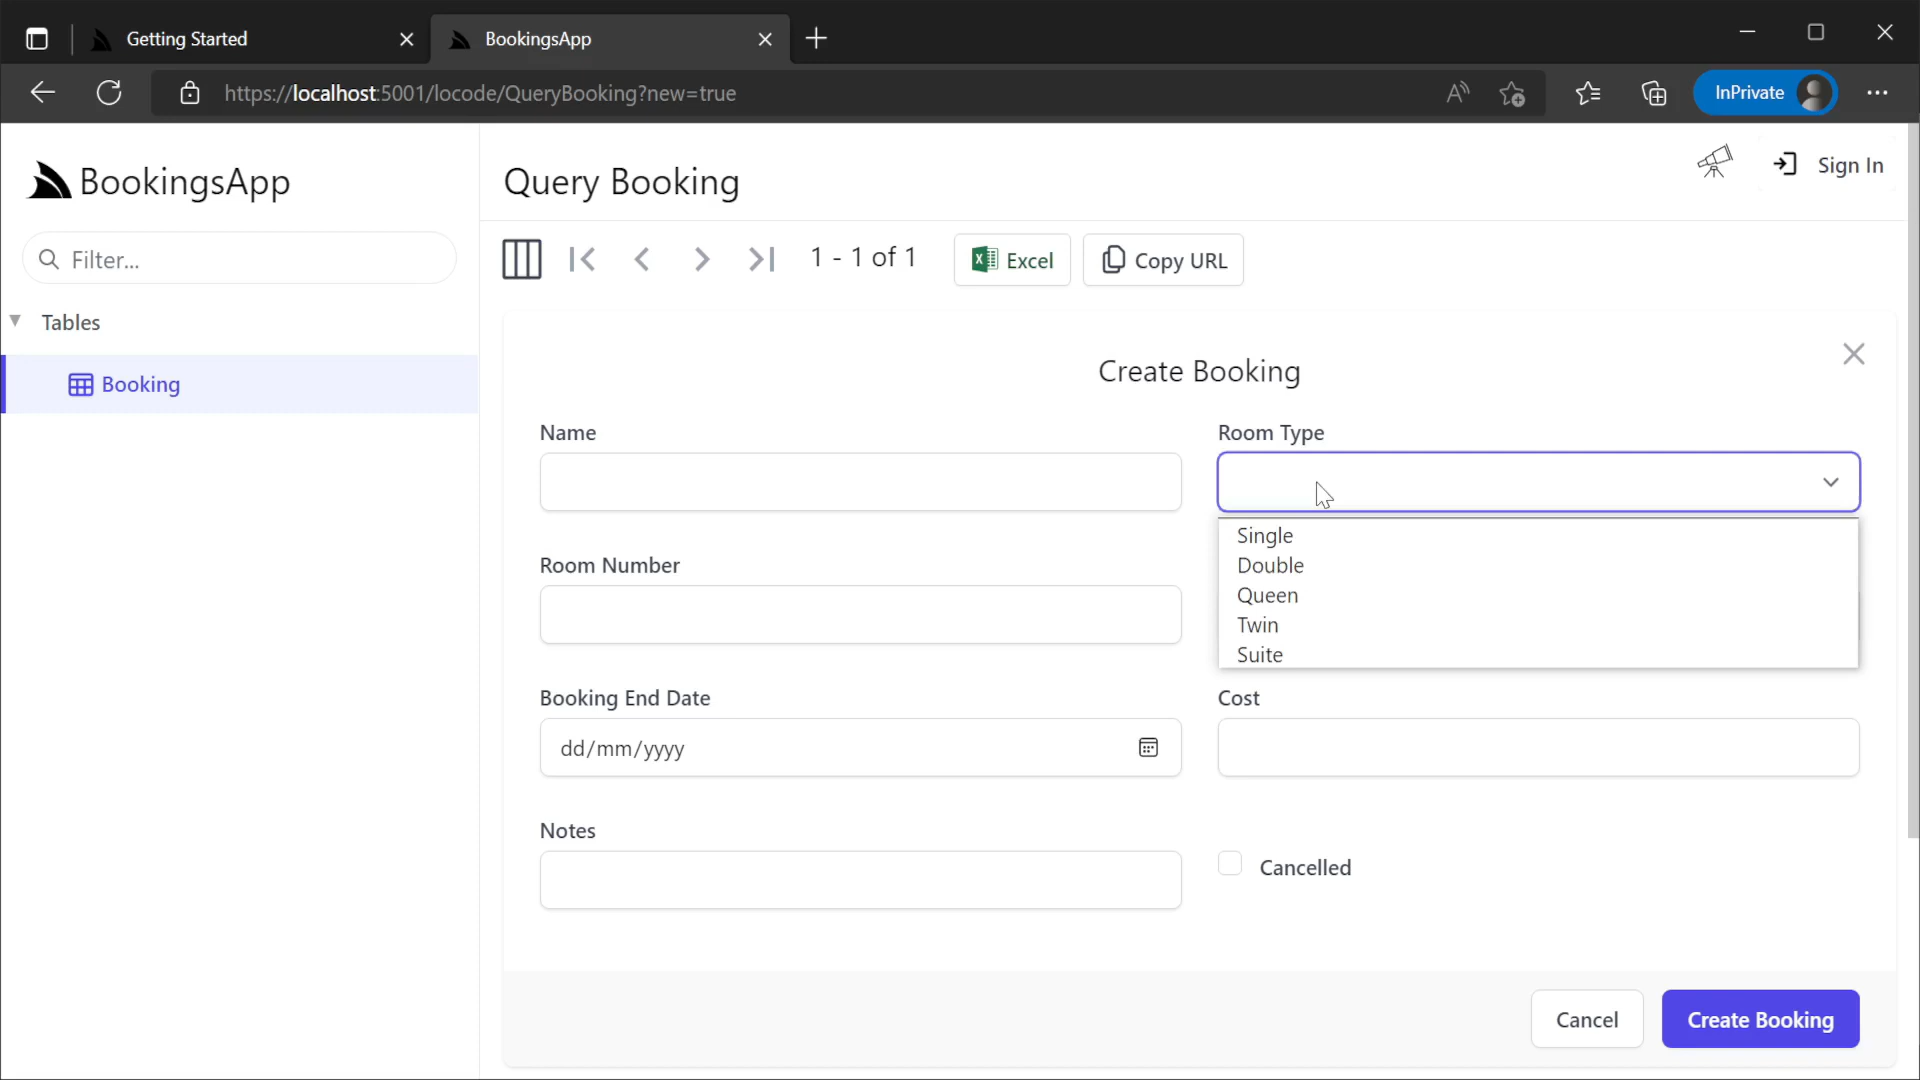 Getting Started
BookingsApp
https://localhost:5001/locode/QueryBooking?new=true
InPrivate
BookingsApp
Query Booking
Sign In
Filter...
1 - 1 of 1
Excel
Copy URL
Tables
Booking
Create Booking
Name
Room Type
Single
Double
Queen
Twin
Suite
Room Number
Booking End Date
dd/mm/yyyy
Cost
Notes
Cancelled
Cancel
Create Booking